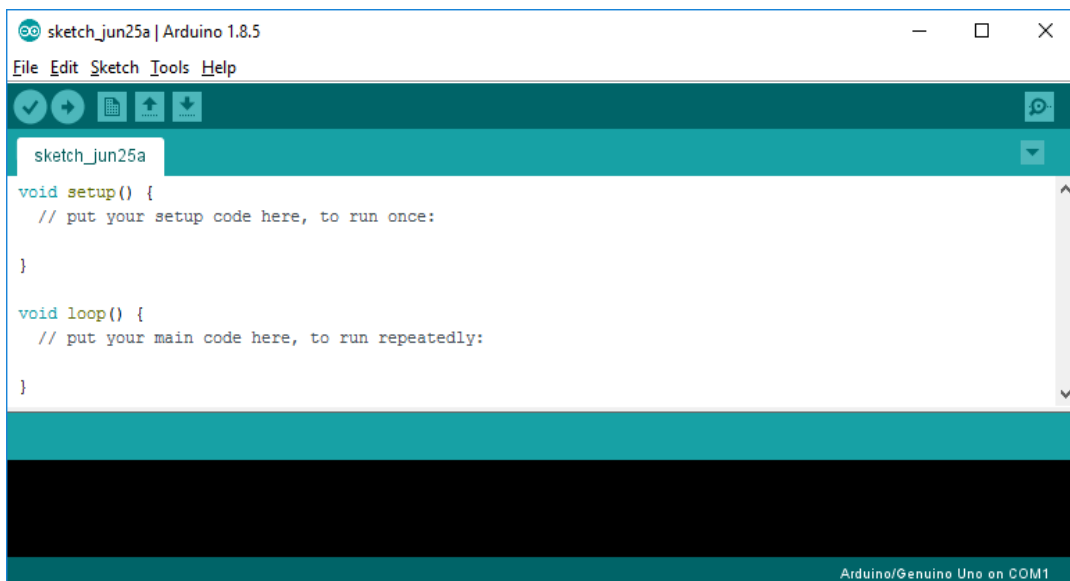 sketch_jun25a | Arduino 1.8.5
File Edit Sketch Tools Help
sketch_jun25a
void setup() {
  // put your setup code here, to run once:
}
void loop() {
  // put your main code here, to run repeatedly:
}
Arduino/Genuino Uno on COM1